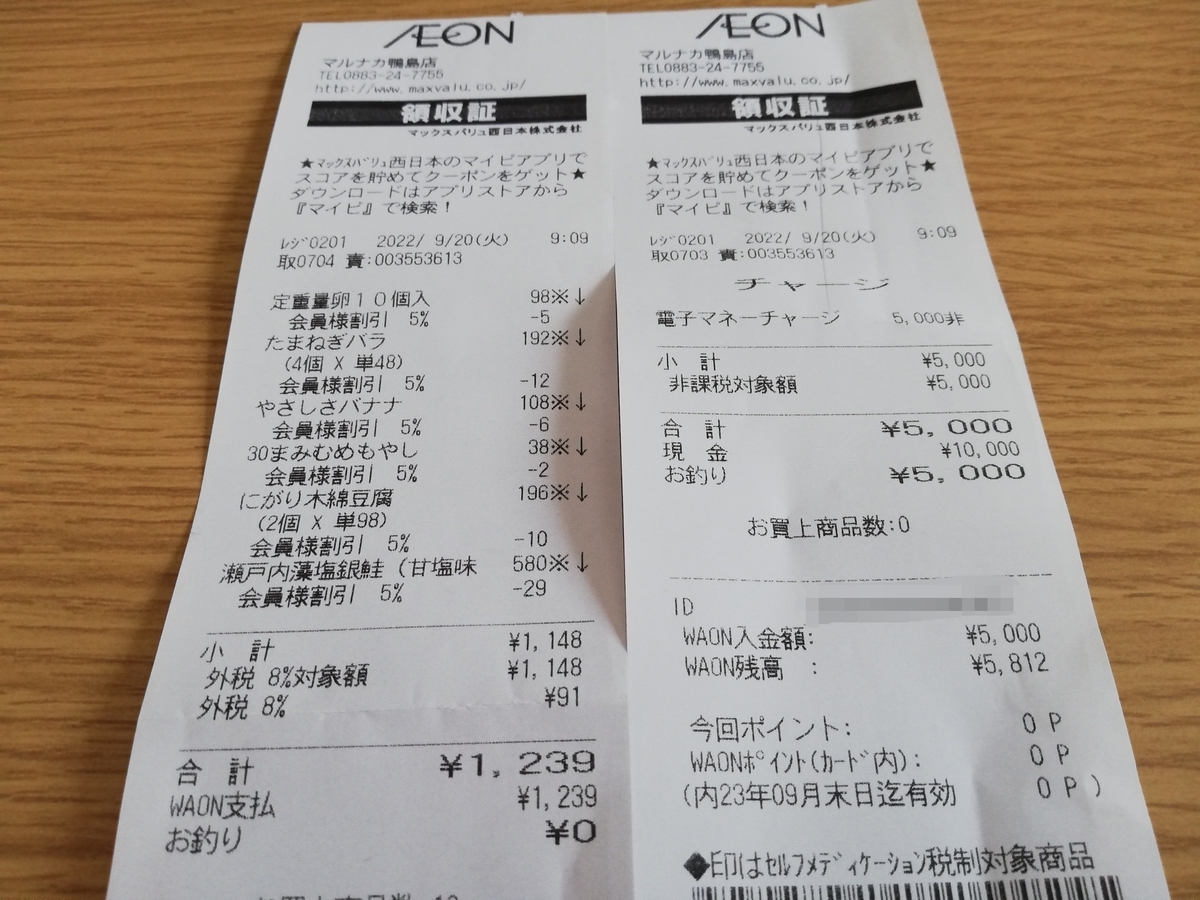 ÆON
マルナカ鴨島店
TEL0883-24-7755
http://www.maxvalu.co.jp/
領収証
マックスバリュ西日本株式会社
★マックスバリュ西日本のマイピアプリで
スコアを貯めてクーポンをゲット★
ダウンロードはアプリストアから
『マイピ』で検索!
レジ0201 2022/ 9/20(火) 9:09
取0704 責:003553613
定重量卵10個入 98※↓
会員様割引 5% -5
たまねぎバラ 192※↓
(4個 X 単48)
会員様割引 5% -12
やさしさバナナ 108※↓
会員様割引 5% -6
30まみむめもやし 38※↓
会員様割引 5% -2
にがり木綿豆腐 196※↓
(2個 X 単98)
会員様割引 5% -10
瀬戸内藻塩銀鮭(甘塩味 580※↓
会員様割引 5% -29
小 計 ¥1,148
外税 8%対象額 ¥1,148
外税 8% ¥91
合 計 ¥1,239
WAON支払 ¥1,239
お釣り ¥0
ÆON
マルナカ鴨島店
TEL0883-24-7755
http://www.maxvalu.co.jp/
領収証
マックスバリュ西日本株式会社
★マックスバリュ西日本のマイピアプリで
スコアを貯めてクーポンをゲット★
ダウンロードはアプリストアから
『マイピ』で検索!
レジ0201 2022/ 9/20(火) 9:09
取0703 責:003553613
チャージ
電子マネーチャージ 5,000非
小 計 ¥5,000
非課税対象額 ¥5,000
合 計 ¥5,000
現 金 ¥10,000
お釣り ¥5,000
お買上商品数:0
ID
WAON入金額: ¥5,000
WAON残高 : ¥5,812
今回ポイント: 0 P
WAONポイント(カード内): 0 P
(内23年09月末日迄有効 0 P )
◆印はセルフメディケーション税制対象商品